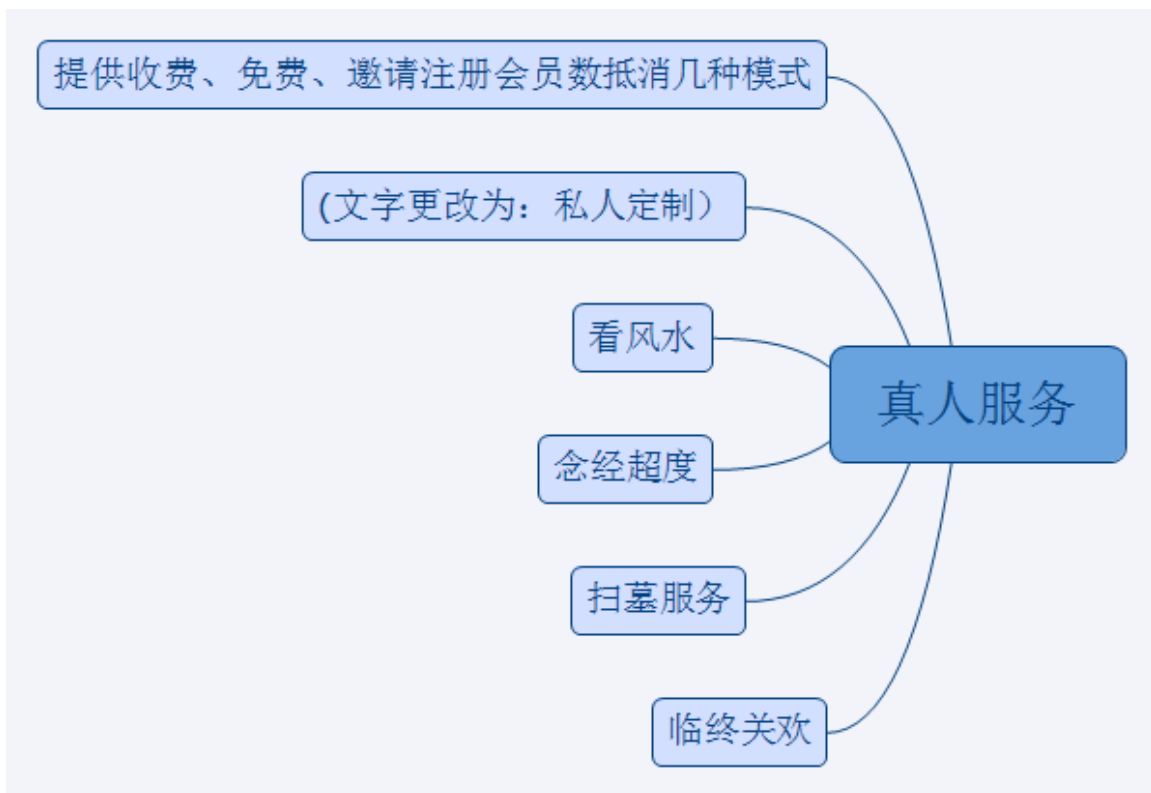 提供收费、免费、邀请注册会员数抵消几种模式
(文字更改为：私人定制）
看风水
真人服务
念经超度
扫墓服务
临终关欢